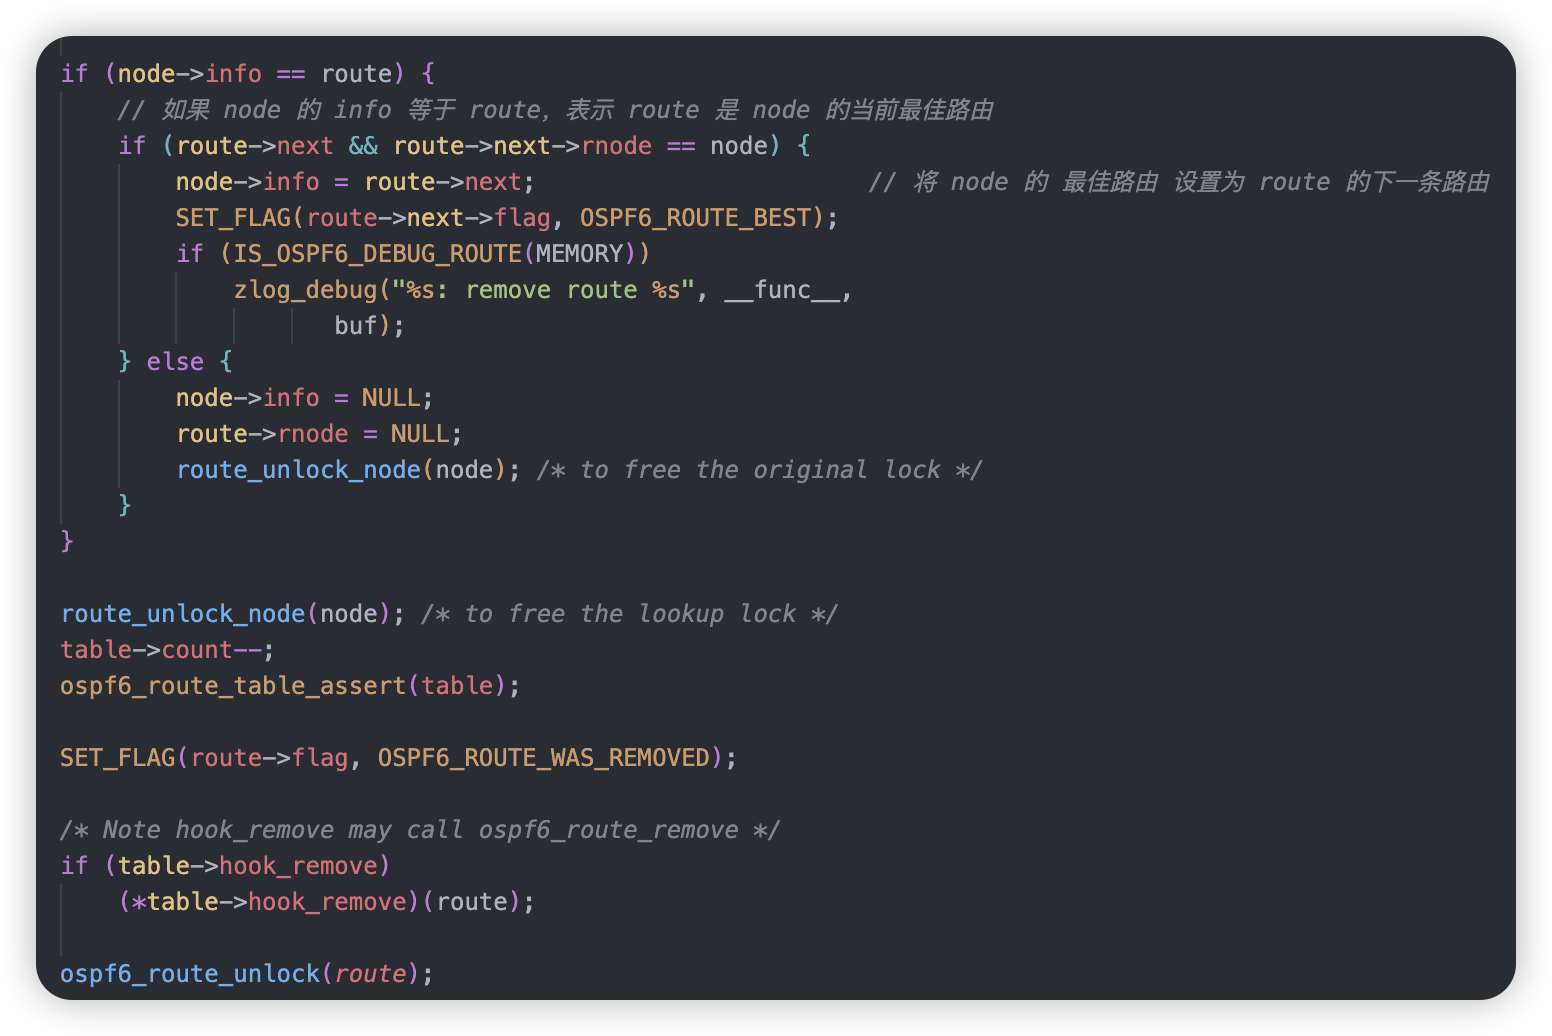 if (node->info == route) {
// 如果 node 的 info 等于 route，表示 route 是 node 的当前最佳路由
if (route->next && route->next->rnode == node) {
node->info = route->next; // 将 node 的 最佳路由 设置为 route 的下一条路由
SET_FLAG(route->next->flag, OSPF6_ROUTE_BEST);
if (IS_OSPF6_DEBUG_ROUTE(MEMORY))
zlog_debug("%s: remove route %s", __func__,
buf);
} else {
node->info = NULL;
route->rnode = NULL;
route_unlock_node(node); /* to free the original lock */
}
}
route_unlock_node(node); /* to free the lookup lock */
table->count--;
ospf6_route_table_assert(table);
SET_FLAG(route->flag, OSPF6_ROUTE_WAS_REMOVED);
/* Note hook_remove may call ospf6_route_remove */
if (table->hook_remove)
(*table->hook_remove)(route);
ospf6_route_unlock(route);